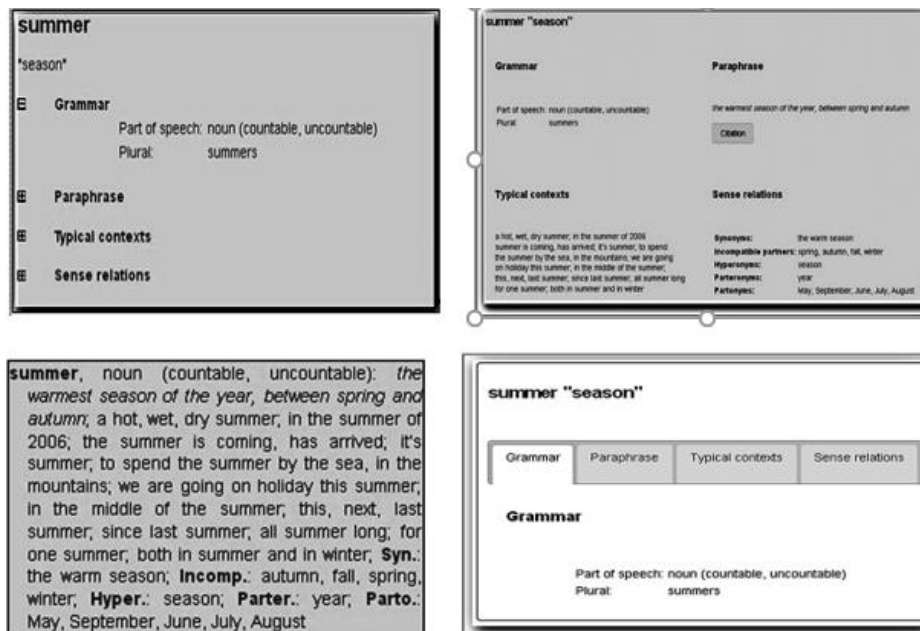 summer
"season"
Grammar
Part of speech: noun (countable, uncountable)
Plural: summers
Paraphrase
Typical contexts
Sense relations
summer "season"
Grammar
Part of speech: noun (countable, uncountable)
Plural summers
Paraphrase
the warmest season of the year, between spring and autumn
Citation
Typical contexts
a hot, wet, dry summer; in the summer of 2006
summer is coming, has arrived; it's summer; to spend
the summer by the sea, in the mountains; we are going
on holiday this summer; in the middle of the summer;
this, next, last summer; since last summer; all summer long
for one summer; both in summer and in winter
Sense relations
Synonyms: the warm season
Incompatible partners: spring, autumn, fall, winter
Hyperonyms: season
Parteronyms: year
Partonyms: May, September, June, July, August
summer, noun (countable, uncountable): the
warmest season of the year, between spring and
autumn; a hot, wet, dry summer; in the summer of
2006; the summer is coming, has arrived; it's
summer; to spend the summer by the sea, in the
mountains; we are going on holiday this summer;
in the middle of the summer; this, next, last
summer; since last summer; all summer long; for
one summer; both in summer and in winter; Syn.:
the warm season; Incomp.: autumn, fall, spring,
winter; Hyper.: season; Parter.: year; Parto.:
May, September, June, July, August
summer "season"
Grammar Paraphrase Typical contexts Sense relations
Grammar
Part of speech: noun (countable, uncountable)
Plural: summers